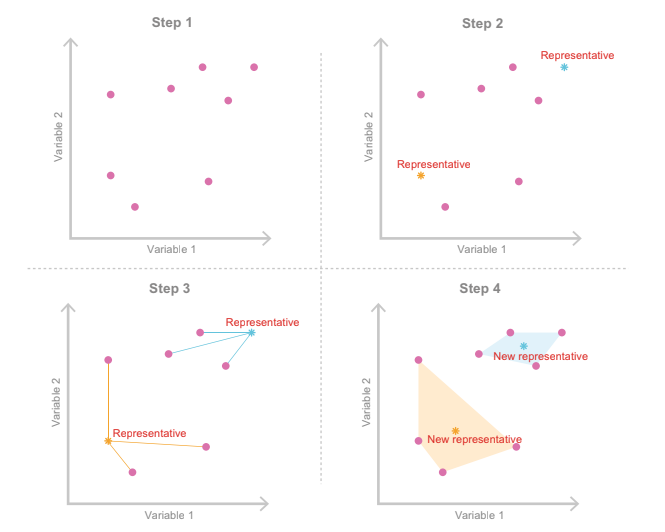 Step 1
Variable 2
Variable 1
Step 2
Representative
Representative
Variable 2
Variable 1
Step 3
Representative
Representative
Variable 2
Variable 1
Step 4
New representative
New representative
Variable 2
Variable 1